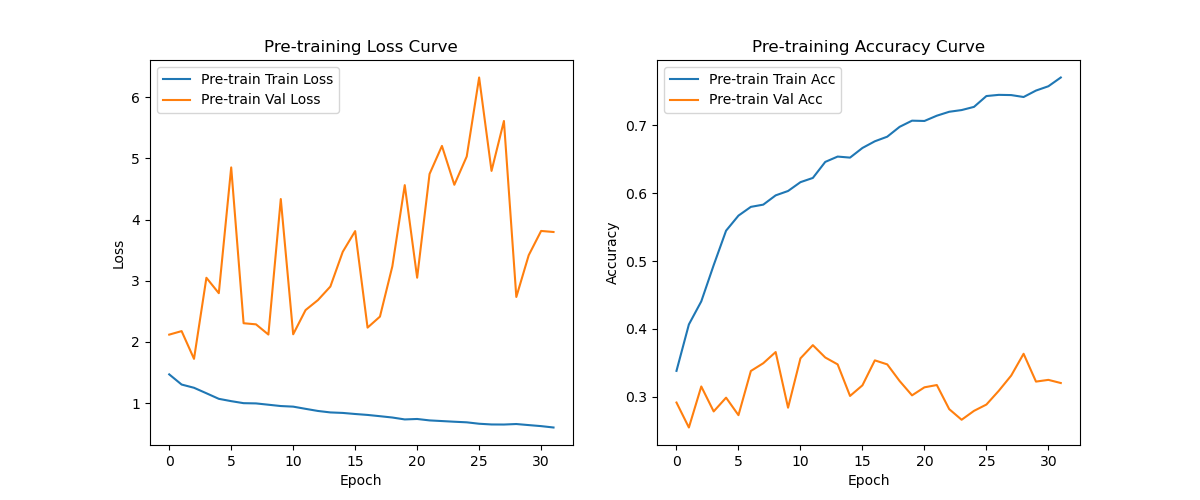 Pre-training Loss Curve
Pre-train Train Loss
Pre-train Val Loss
6
5
4
3
2
1
Loss
0 5 10 15 20 25 30
Epoch
Pre-training Accuracy Curve
Pre-train Train Acc
Pre-train Val Acc
0.7
0.6
0.5
0.4
0.3
Accuracy
0 5 10 15 20 25 30
Epoch